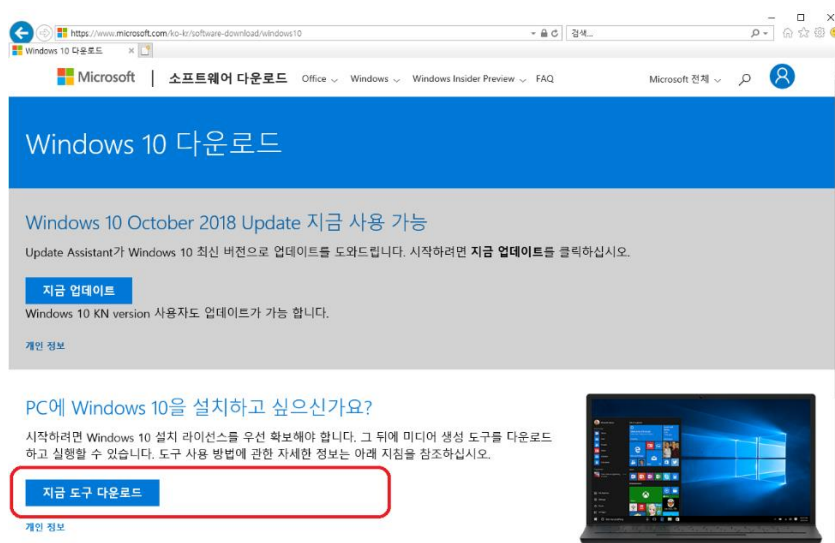 https://www.microsoft.com/ko-kr/software-download/windows10
검색...
Windows 10 다운로드
Microsoft 소프트웨어 다운로드 Office Windows Windows Insider Preview FAQ Microsoft 전체
Windows 10 다운로드
Windows 10 October 2018 Update 지금 사용 가능
Update Assistant가 Windows 10 최신 버전으로 업데이트를 도와드립니다. 시작하려면 지금 업데이트를 클릭하십시오.
지금 업데이트
Windows 10 KN version 사용자도 업데이트가 가능 합니다.
개인 정보
PC에 Windows 10을 설치하고 싶으신가요?
시작하려면 Windows 10 설치 라이선스를 우선 확보해야 합니다. 그 뒤에 미디어 생성 도구를 다운로드
하고 실행할 수 있습니다. 도구 사용 방법에 관한 자세한 정보는 아래 지침을 참조하십시오.
지금 도구 다운로드
개인 정보